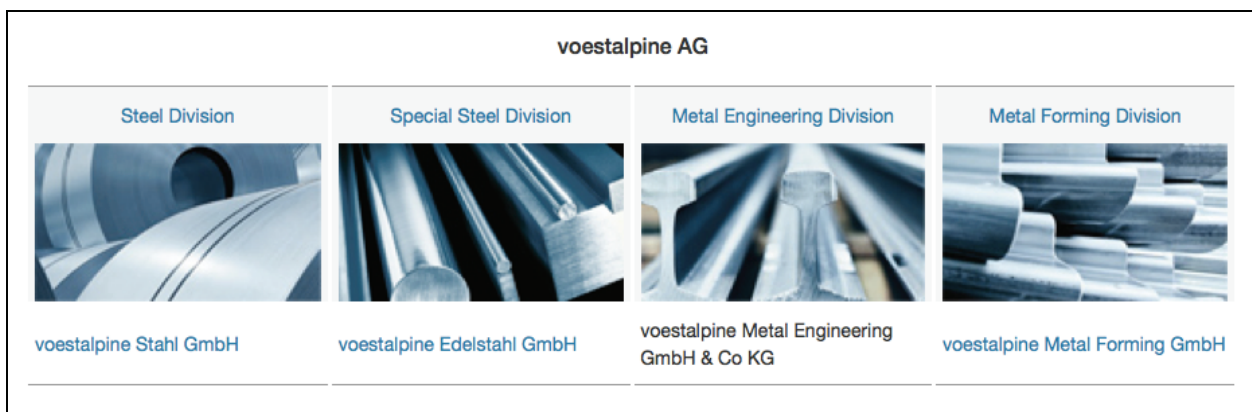 voestalpine AG
Steel Division
Special Steel Division
Metal Engineering Division
Metal Forming Division
voestalpine Stahl GmbH
voestalpine Edelstahl GmbH
voestalpine Metal Engineering
GmbH & Co KG
voestalpine Metal Forming GmbH